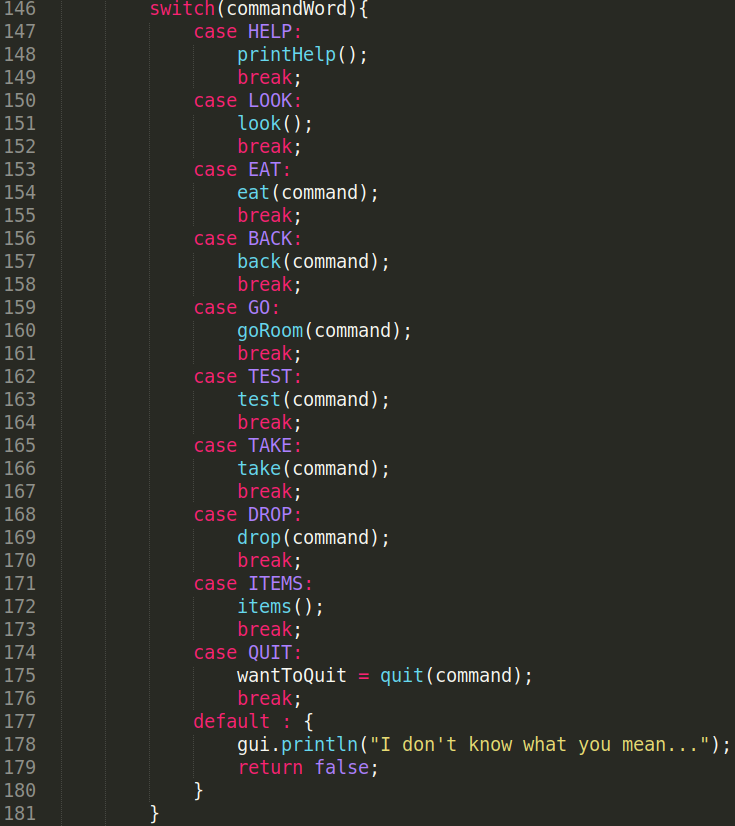 146 switch(commandWord){
147 case HELP:
148 printHelp();
149 break;
150 case LOOK:
151 look();
152 break;
153 case EAT:
154 eat(command);
155 break;
156 case BACK:
157 back(command);
158 break;
159 case GO:
160 goRoom(command);
161 break;
162 case TEST:
163 test(command);
164 break;
165 case TAKE:
166 take(command);
167 break;
168 case DROP:
169 drop(command);
170 break;
171 case ITEMS:
172 items();
173 break;
174 case QUIT:
175 wantToQuit = quit(command);
176 break;
177 default : {
178 gui.println("I don't know what you mean...");
179 return false;
180 }
181 }